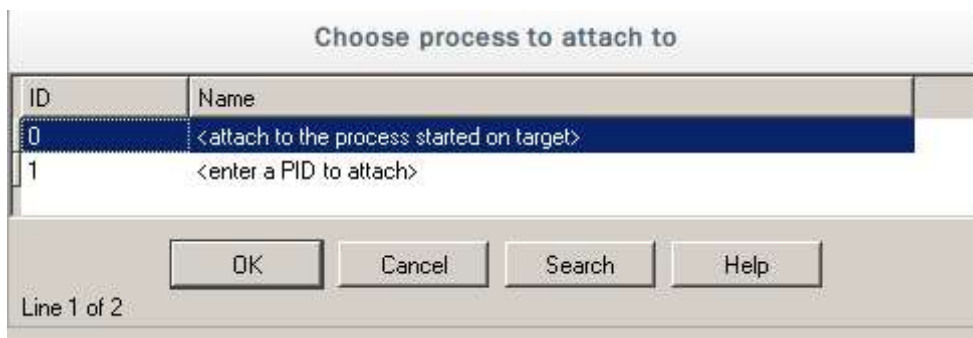 Choose process to attach to
ID Name
0 <attach to the process started on target>
1 <enter a PID to attach>
OK Cancel Search Help
Line 1 of 2